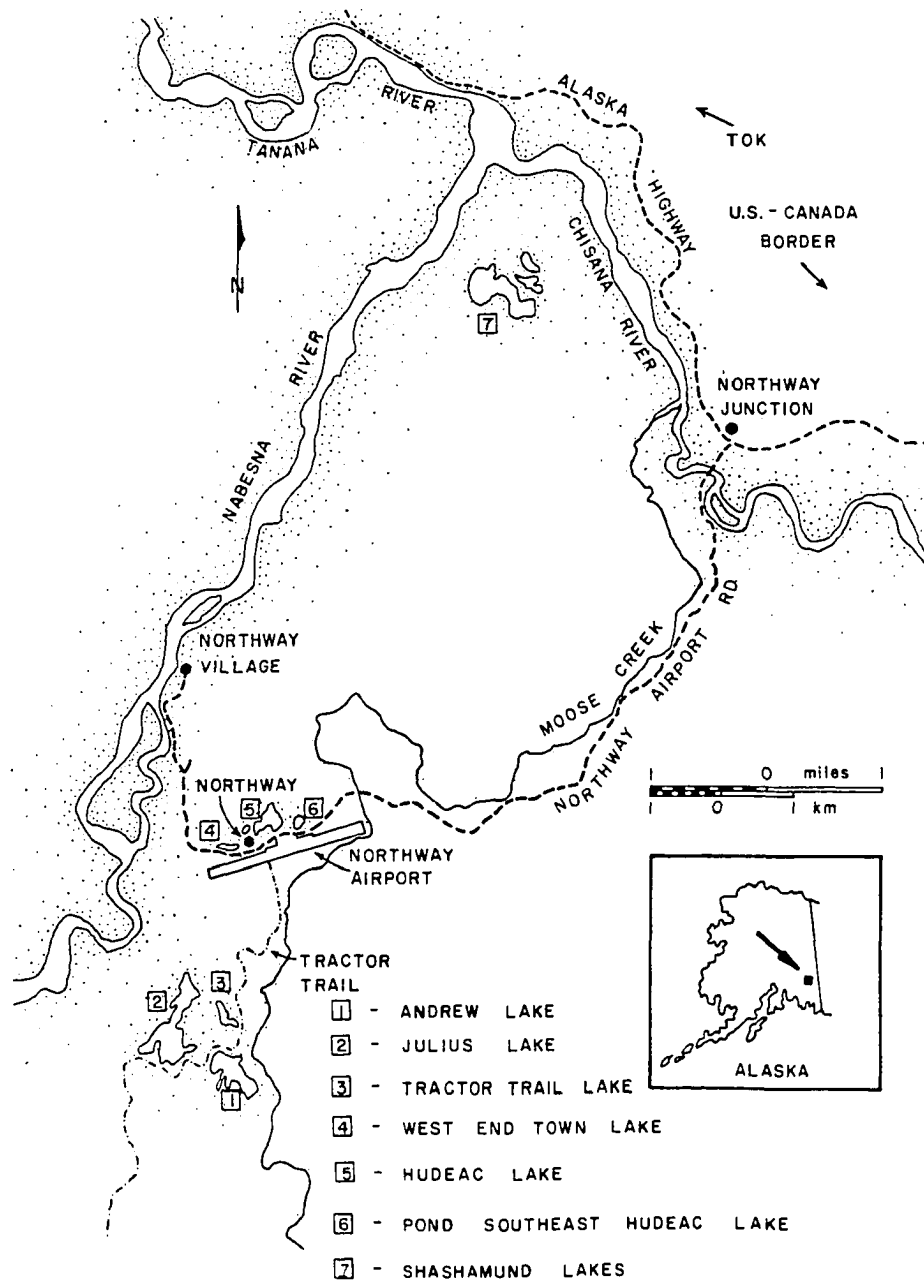 TANANA RIVER
ALASKA HIGHWAY
TOK
U.S. - CANADA
BORDER
N
CHISANA RIVER
7
NABESNA RIVER
NORTHWAY
JUNCTION
NORTHWAY
VILLAGE
MOOSE CREEK
NORTHWAY AIRPORT RD.
0 miles
0 km
NORTHWAY
4
5
6
NORTHWAY
AIRPORT
TRACTOR
TRAIL
2
3
1
1 - ANDREW LAKE
2 - JULIUS LAKE
3 - TRACTOR TRAIL LAKE
4 - WEST END TOWN LAKE
5 - HUDEAC LAKE
6 - POND SOUTHEAST HUDEAC LAKE
7 - SHASHAMUND LAKES
ALASKA